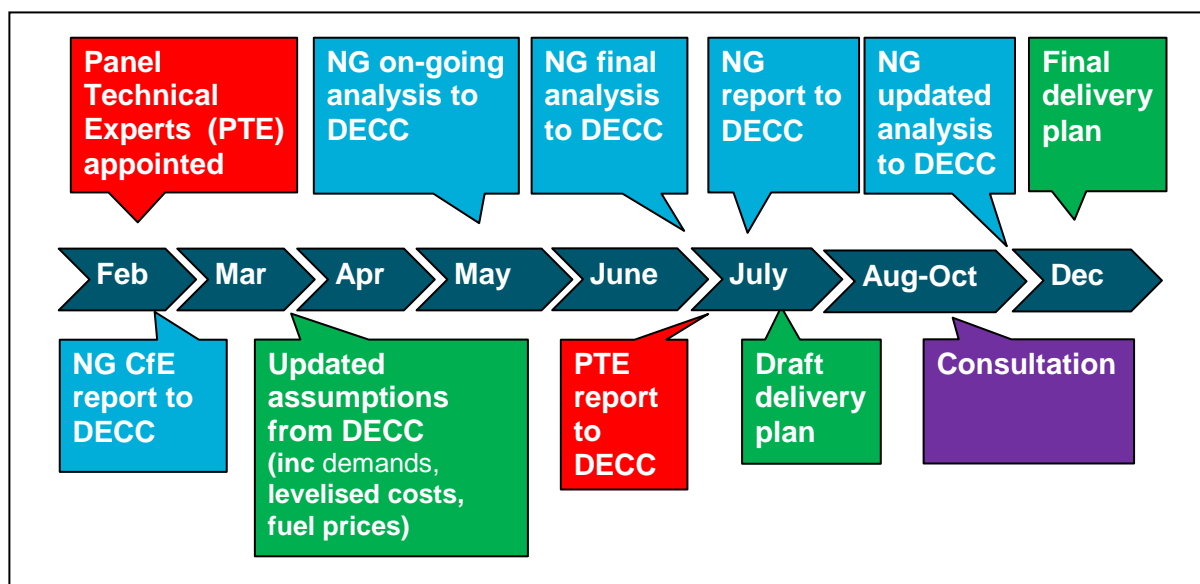 Panel
Technical
Experts (PTE)
appointed
NG on-going
analysis to
DECC
NG final
analysis
to DECC
NG
report to
DECC
NG
updated
analysis
to DECC
Final
delivery
plan
Feb
Mar
Apr
May
June
July
Aug-Oct
Dec
NG CfE
report to
DECC
Updated
assumptions
from DECC
(inc demands,
levelised costs,
fuel prices)
PTE
report
to
DECC
Draft
delivery
plan
Consultation